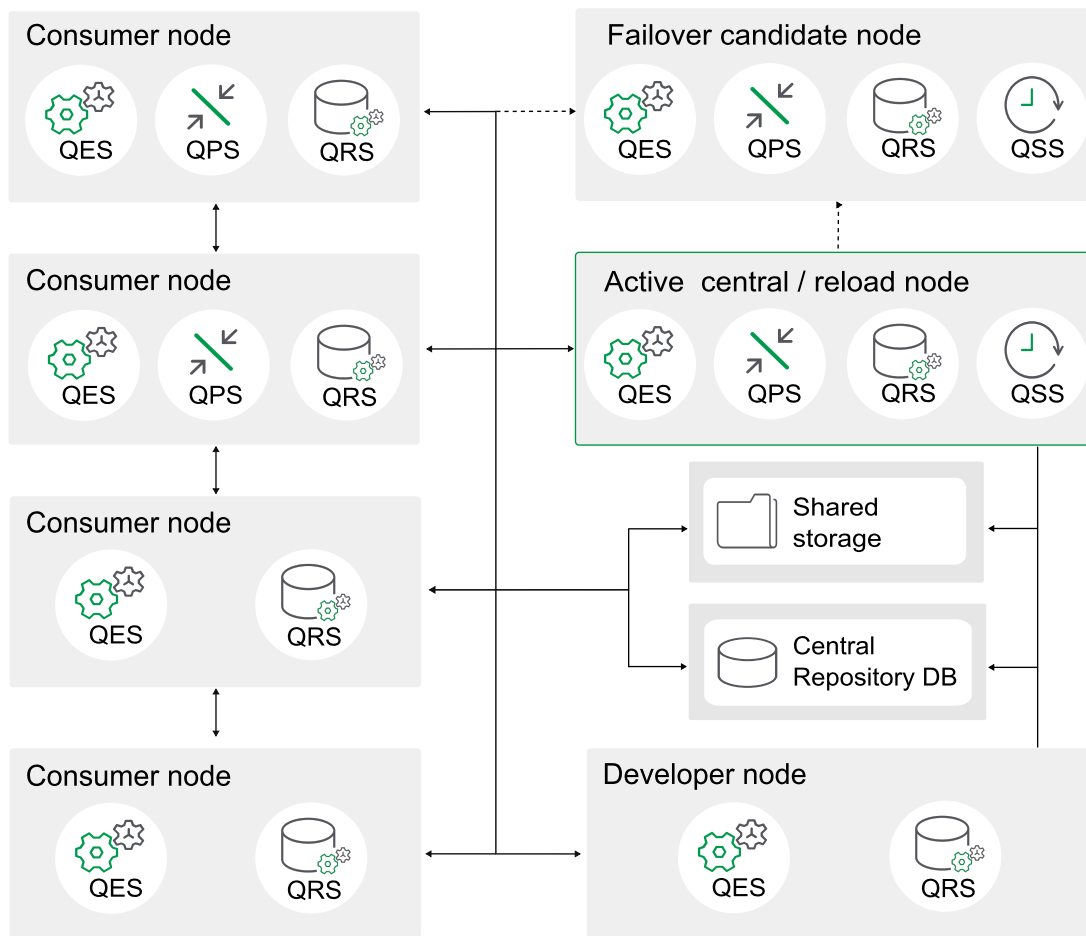 Consumer node
QES
QPS
QRS
Failover candidate node
QES
QPS
QRS
QSS
Consumer node
QES
QPS
QRS
Active  central / reload node
QES
QPS
QRS
QSS
Consumer node
QES
QRS
Shared
storage
Central
Repository DB
Consumer node
QES
QRS
Developer node
QES
QRS